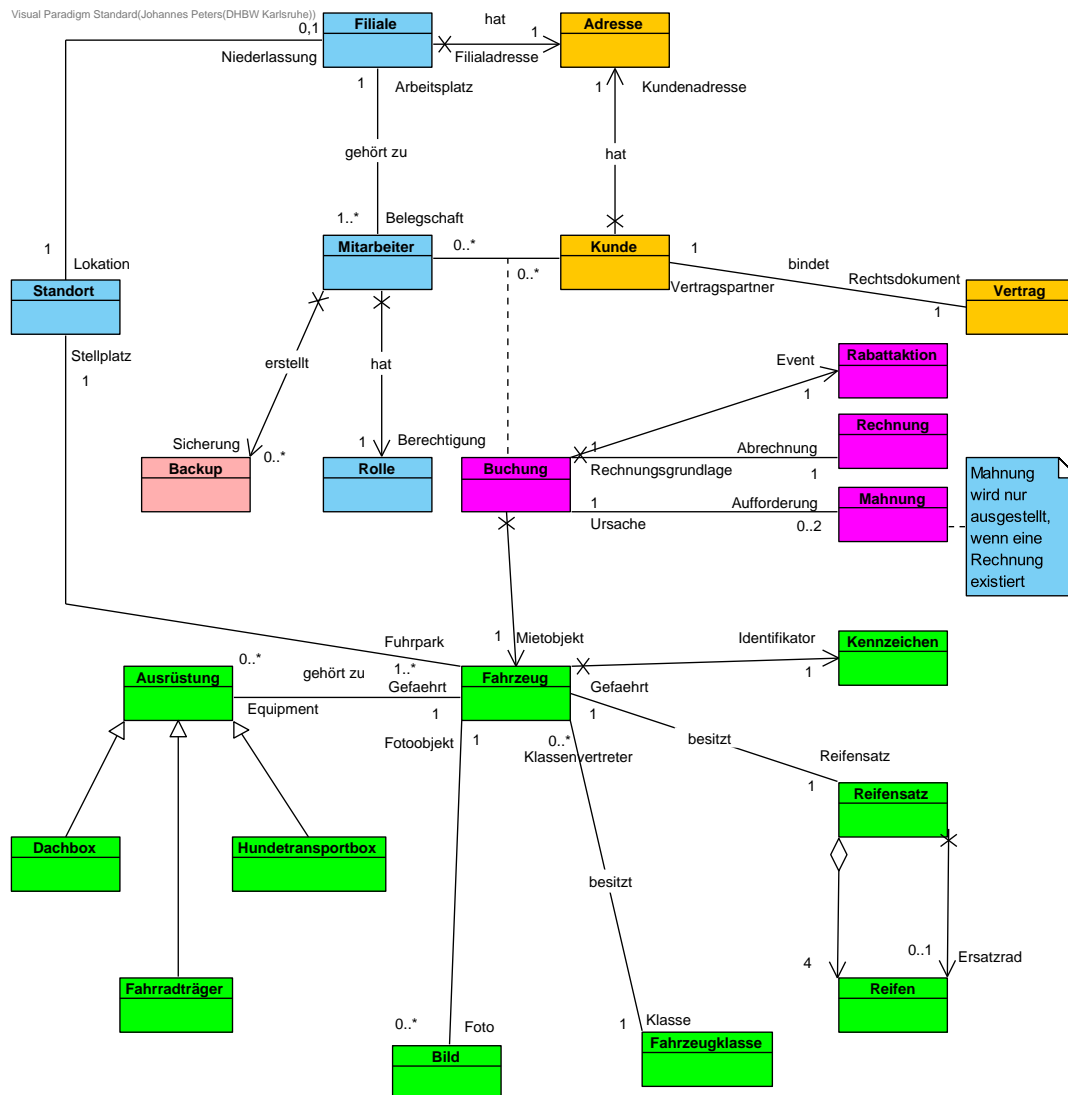 Visual Paradigm Standard(Johannes Peters(DHBW Karlsruhe))
Filiale
hat
Adresse
0,1
1
Niederlassung
Filialadresse
1
Arbeitsplatz
1
Kundenadresse
gehört zu
hat
1..*
Belegschaft
1
Mitarbeiter
0..*
Kunde
1
bindet
Lokation
0..*
Vertragspartner
Rechtsdokument
Standort
Vertrag
1
Stellplatz
1
erstellt
hat
Event
Rabattaktion
1
Sicherung
0..*
1
Berechtigung
1
Abrechnung
Rechnung
Backup
Rolle
Buchung
Rechnungsgrundlage
1
Mahnung
wird nur
ausgestellt,
wenn eine
Rechnung
existiert
1
Aufforderung
Mahnung
Ursache
0..2
1
Mietobjekt
Identifikator
Kennzeichen
Fuhrpark
0..*
gehört zu
1..*
1
Ausrüstung
Gefaehrt
Fahrzeug
Gefaehrt
Equipment
1
1
Fotoobjekt
1
0..*
besitzt
Klassenvertreter
Reifensatz
1
Reifensatz
Dachbox
Hundetransportbox
besitzt
4
0..1
Ersatzrad
Fahrradträger
Reifen
0..*
Foto
1
Klasse
Bild
Fahrzeugklasse